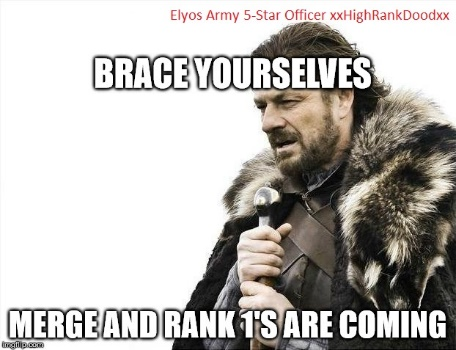 Elyos Army 5-Star Officer xxHighRankDoodxx
BRACE YOURSELVES
MERGE AND RANK 1'S ARE COMING
imgflip.com